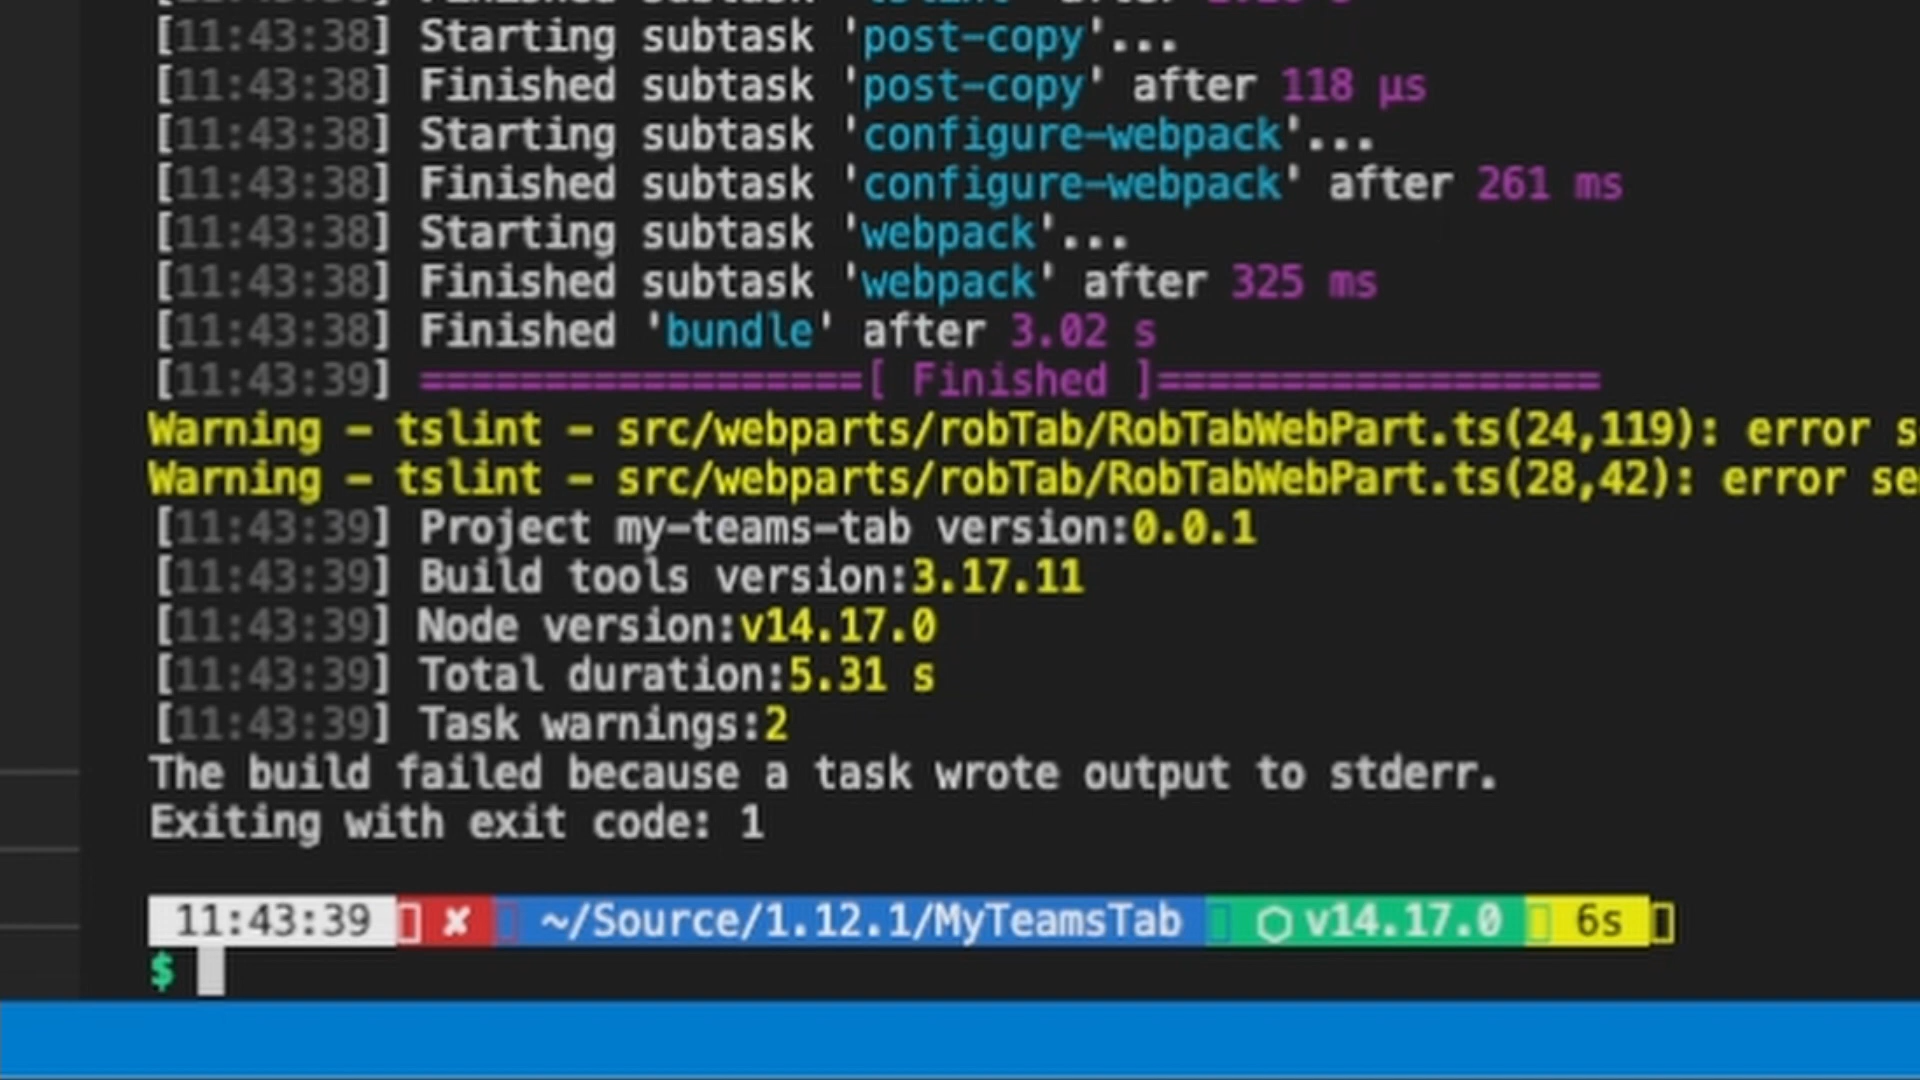 Finished subtask 'tslint' after
[11:43:38] Starting subtask 'post-copy'...
[11:43:38] Finished subtask 'post-copy' after 118 μs
[11:43:38] Starting subtask 'configure-webpack'...
[11:43:38] Finished subtask 'configure-webpack' after 261 ms
[11:43:38] Starting subtask 'webpack'...
[11:43:38] Finished subtask 'webpack' after 325 ms
[11:43:38] Finished 'bundle' after 3.02 s
[11:43:39] ==================[ Finished ]==================
Warning - tslint - src/webparts/robTab/RobTabWebPart.ts(24,119): error s
Warning - tslint - src/webparts/robTab/RobTabWebPart.ts(28,42): error se
[11:43:39] Project my-teams-tab version:0.0.1
[11:43:39] Build tools version:3.17.11
[11:43:39] Node version:v14.17.0
[11:43:39] Total duration:5.31 s
[11:43:39] Task warnings:2
The build failed because a task wrote output to stderr.
Exiting with exit code: 1
11:43:39 ✘ ~/Source/1.12.1/MyTeamsTab v14.17.0 6s
$